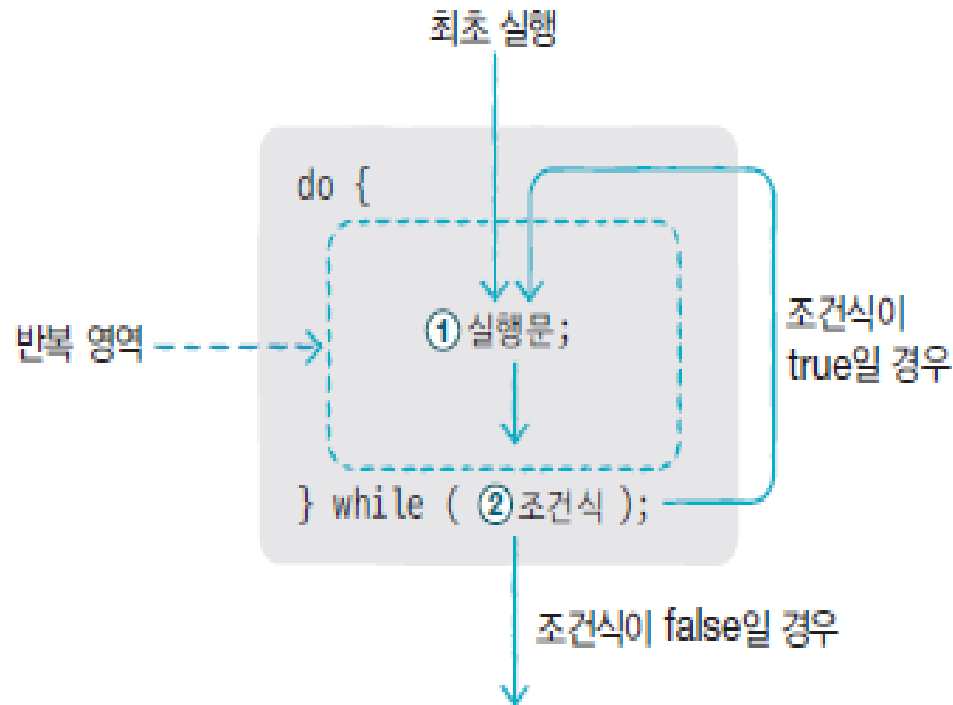 최초 실행
do {
반복 영역
① 실행문;
조건식이
true일 경우
} while ( ② 조건식 );
조건식이 false일 경우